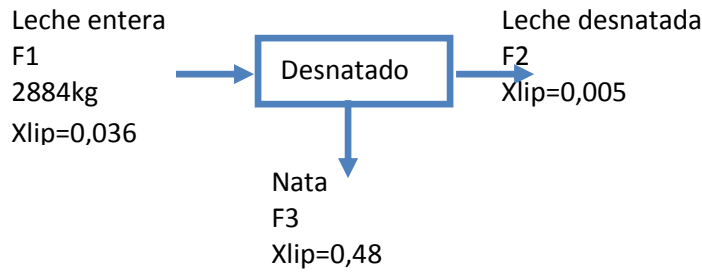 Leche entera
F1
2884kg
Xlip=0,036
Desnatado
Leche desnatada
F2
Xlip=0,005
Nata
F3
Xlip=0,48